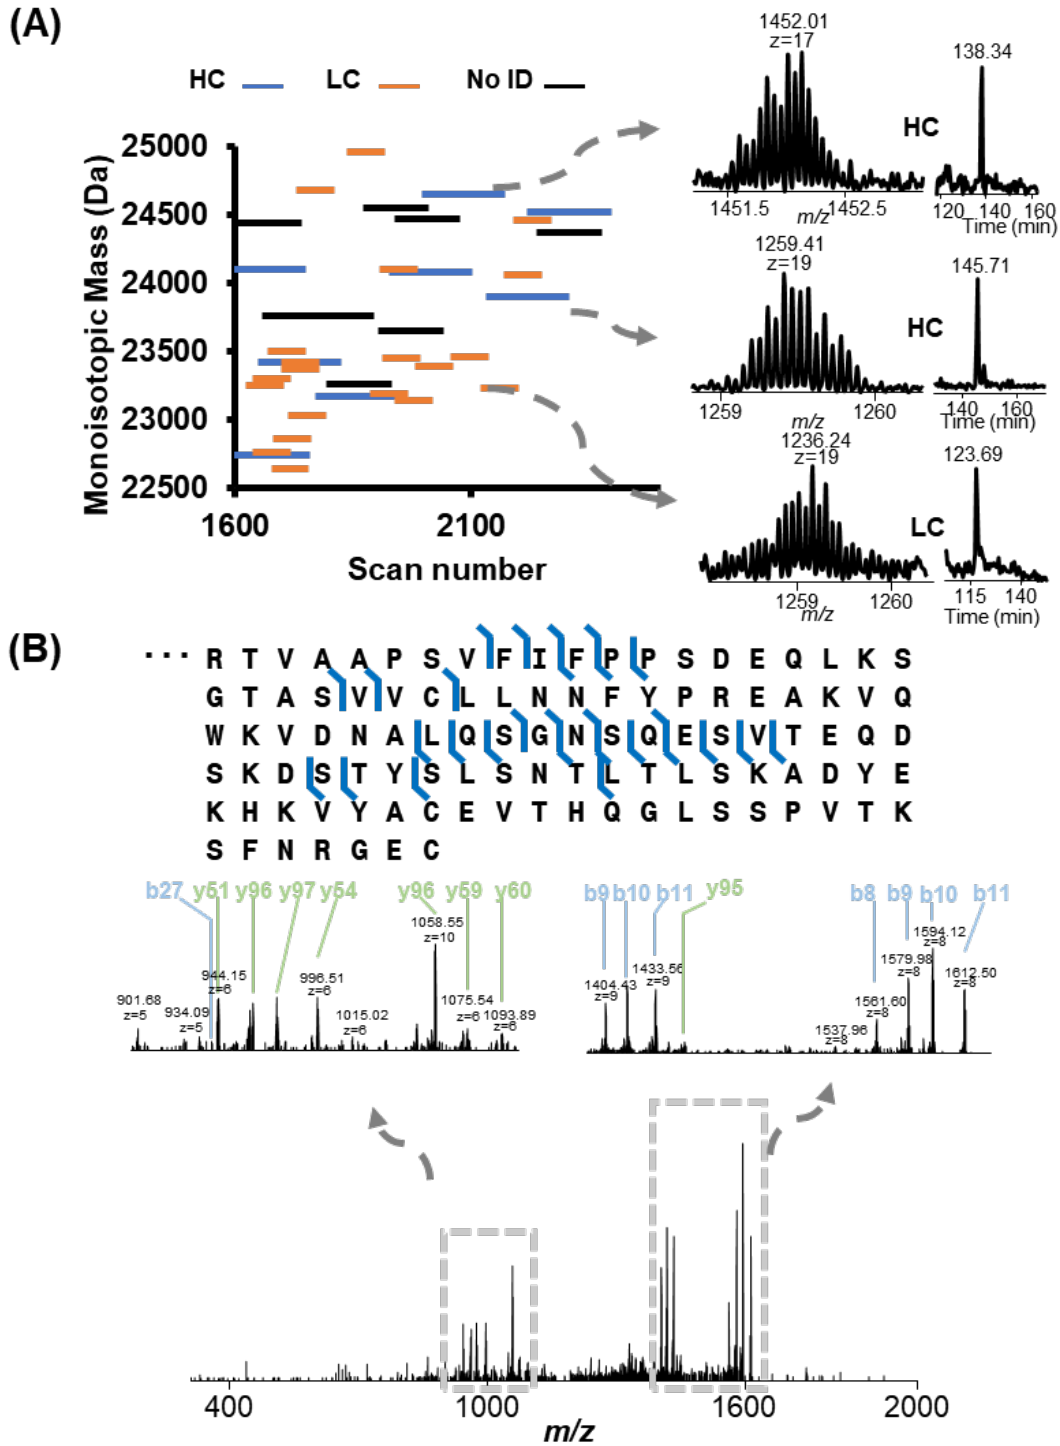 (A)
HC
LC
No ID
Monoisotopic Mass (Da)
25000
24500
24000
23500
23000
22500
1600
2100
Scan number
1452.01
z=17
1451.5
1452.5
m/z
HC
138.34
120 140 160
Time (min)
1259.41
z=19
1259
1260
m/z
HC
145.71
140
160
Time (min)
1236.24
z=19
1259
1260
m/z
LC
123.69
115
140
Time (min)
(B)
··· R T V A A P S V F I F P P S D E Q L K S
G T A S V V C L L N N F Y P R E A K V Q
W K V D N A L Q S G N S Q E S V T E Q D
S K D S T Y S L S N T L T L S K A D Y E
K H K V Y A C E V T H Q G L S S P V T K
S F N R G E C
b27 y51 y96 y97 y54 y96 y59 y60
901.68
z=5
934.09
z=5
944.15
z=6
996.51
z=6
1015.02
z=6
1058.55
z=10
1075.54
z=6
1093.89
z=6
b9 b10 b11 y95 b8 b9 b10 b11
1404.43
z=9
1433.56
z=9
1537.96
z=8
1561.60
z=8
1579.98
z=8
1594.12
z=8
1612.50
z=8
400
1000
1600
2000
m/z